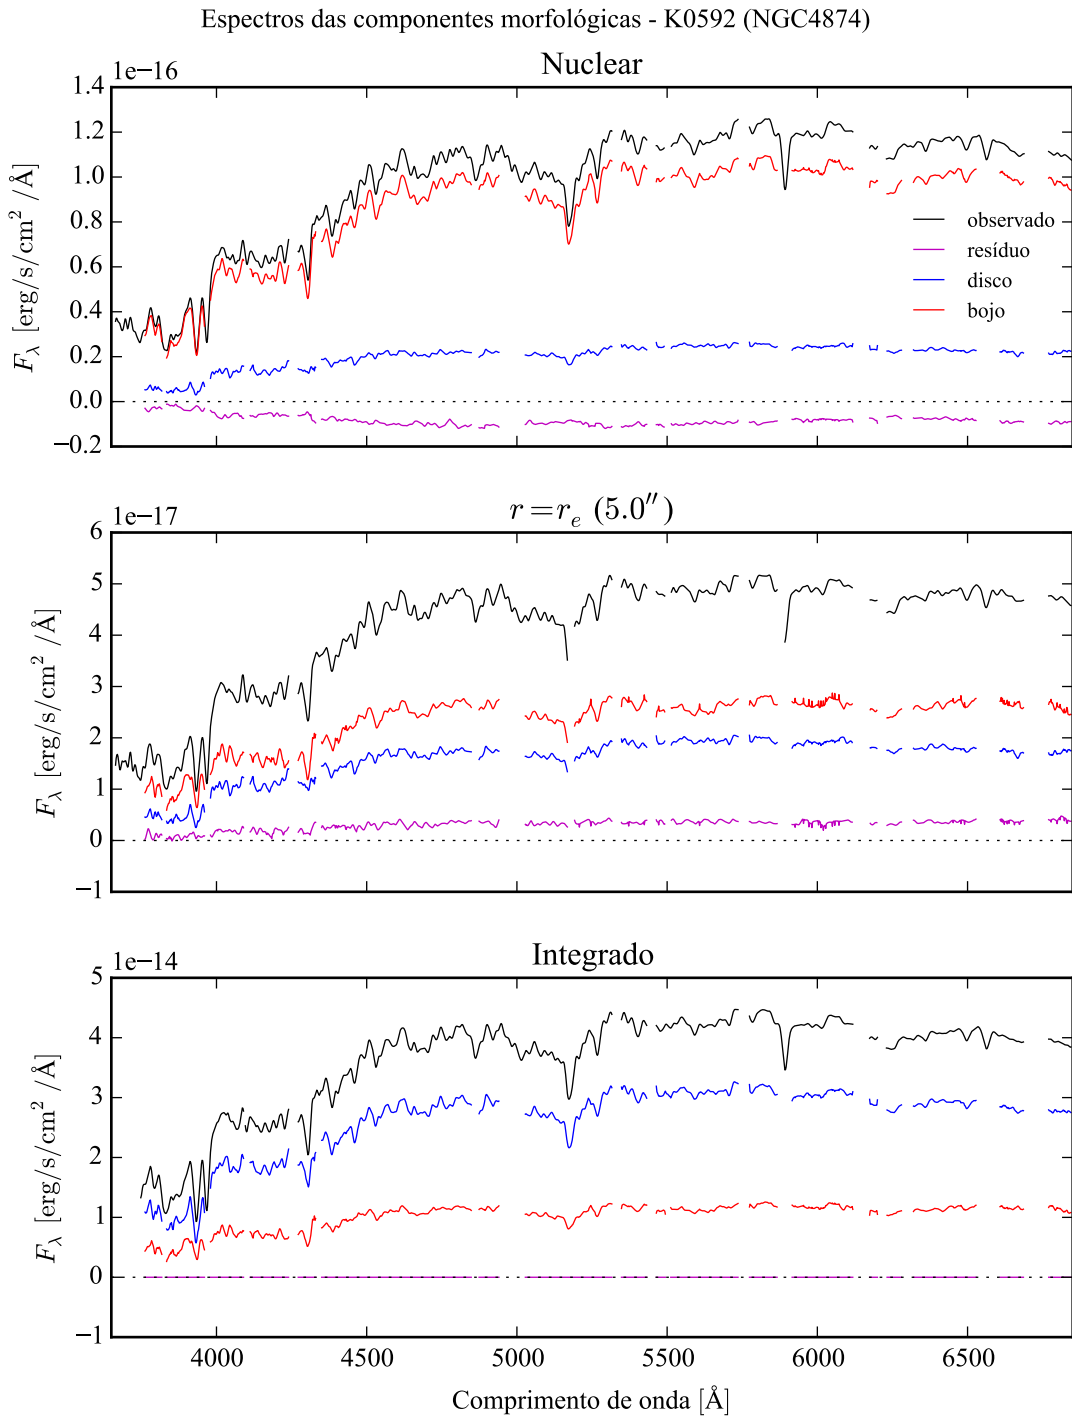 Espectros das componentes morfológicas - K0592 (NGC4874)
1e−16
Nuclear
1.4
1.2
1.0
0.8
0.6
0.4
0.2
0.0
−0.2
F_λ [erg/s/cm² /Å]
observado
resíduo
disco
bojo
1e−17
r=r_e (5.0″)
6
5
4
3
2
1
0
−1
F_λ [erg/s/cm² /Å]
1e−14
Integrado
5
4
3
2
1
0
−1
F_λ [erg/s/cm² /Å]
4000 4500 5000 5500 6000 6500
Comprimento de onda [Å]